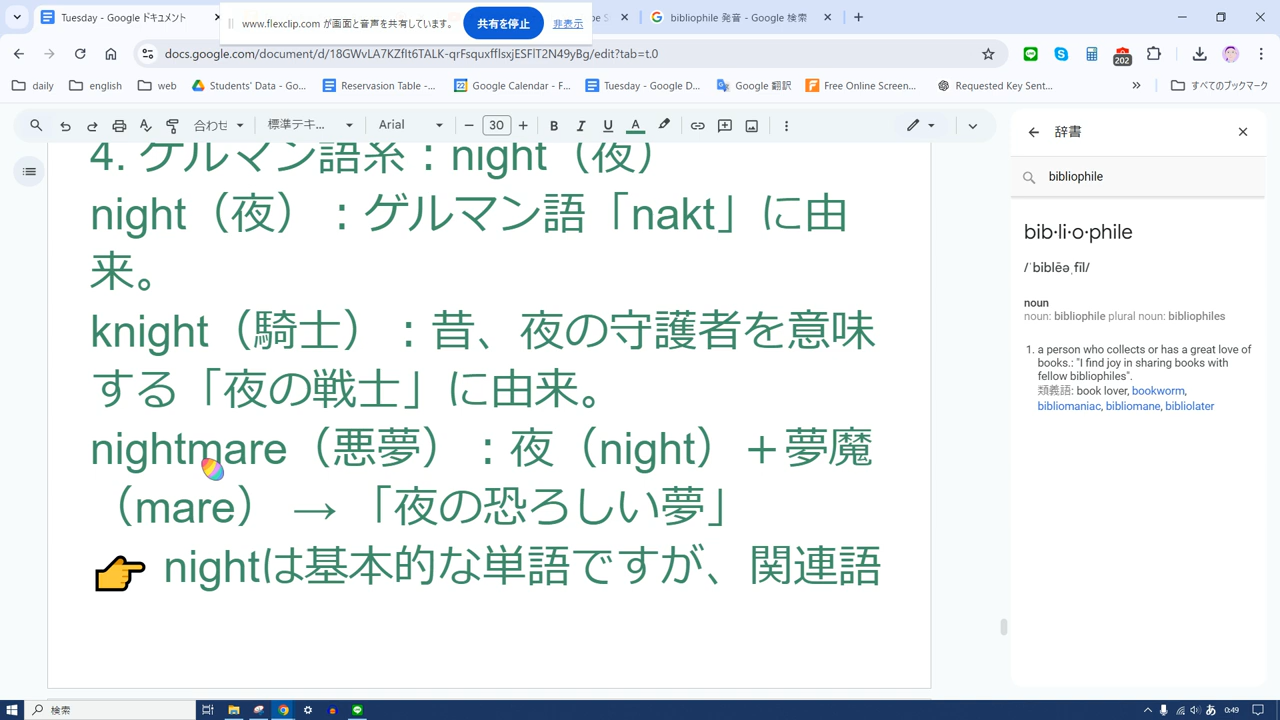 Tuesday - Google ドキュメント
www.flexclip.com が画面と音声を共有しています。
共有を停止
非表示
bibliophile 発音 - Google 検索
docs.google.com/document/d/18GWvLA7KZflt6TALK-qrFsquxfflsxjESFlT2N49yBg/edit?tab=t.0
202
daily
english
web
Students' Data - Go...
Reservasion Table -...
Google Calendar - F...
Tuesday - Google D...
Google 翻訳
Free Online Screen...
Requested Key Sent...
すべてのブックマーク
合わせ
標準テキ...
Arial
30
B
I
U
A
4. ゲルマン語系：night（夜）
night（夜）：ゲルマン語「nakt」に由
来。
knight（騎士）：昔、夜の守護者を意味
する「夜の戦士」に由来。
nightmare（悪夢）：夜（night）＋夢魔
（mare） → 「夜の恐ろしい夢」
👉 nightは基本的な単語ですが、関連語
辞書
bibliophile
bib·li·o·phile
/ˈbiblēəˌfīl/
noun
noun: bibliophile plural noun: bibliophiles
1. a person who collects or has a great love of
books.: "I find joy in sharing books with
fellow bibliophiles".
類義語: book lover, bookworm,
bibliomaniac, bibliomane, bibliolater
検索
あ
0:49